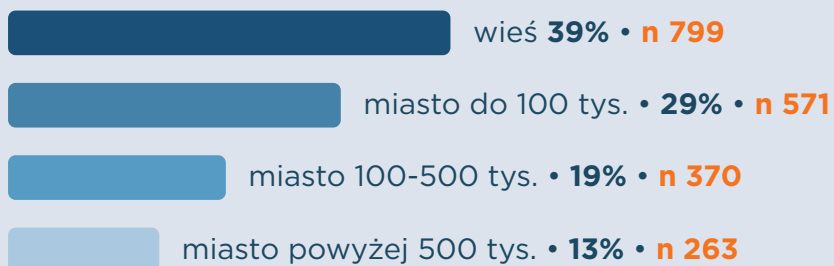 wieś 39% • n 799
miasto do 100 tys. • 29% • n 571
miasto 100-500 tys. • 19% • n 370
miasto powyżej 500 tys. • 13% • n 263